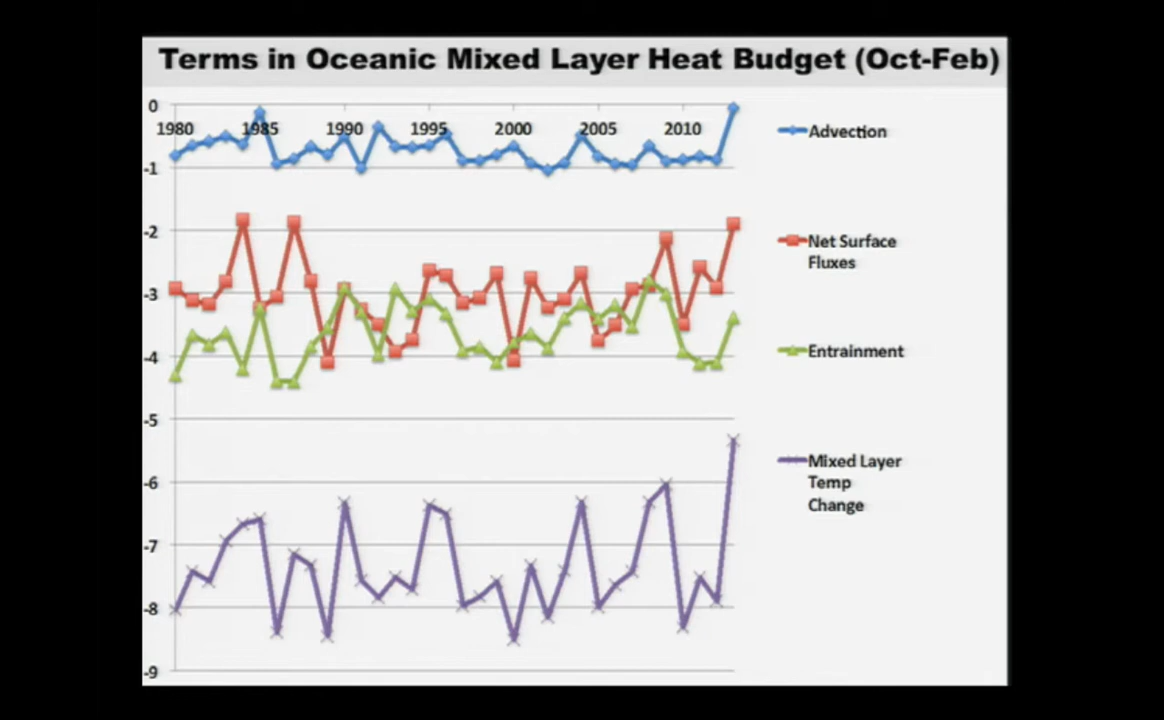 Terms in Oceanic Mixed Layer Heat Budget (Oct-Feb)
0
1980 1985 1990 1995 2000 2005 2010
-1
-2
-3
-4
-5
-6
-7
-8
-9
Advection
Net Surface
Fluxes
Entrainment
Mixed Layer
Temp
Change